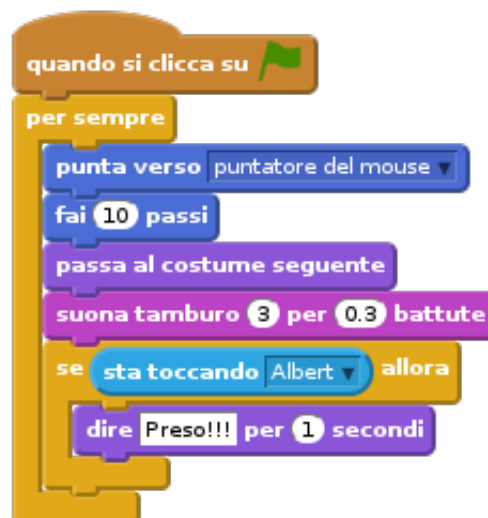 quando si clicca su
per sempre
punta verso puntatore del mouse
fai 10 passi
passa al costume seguente
suona tamburo 3 per 0.3 battute
se sta toccando Albert allora
dire Preso!!! per 1 secondi